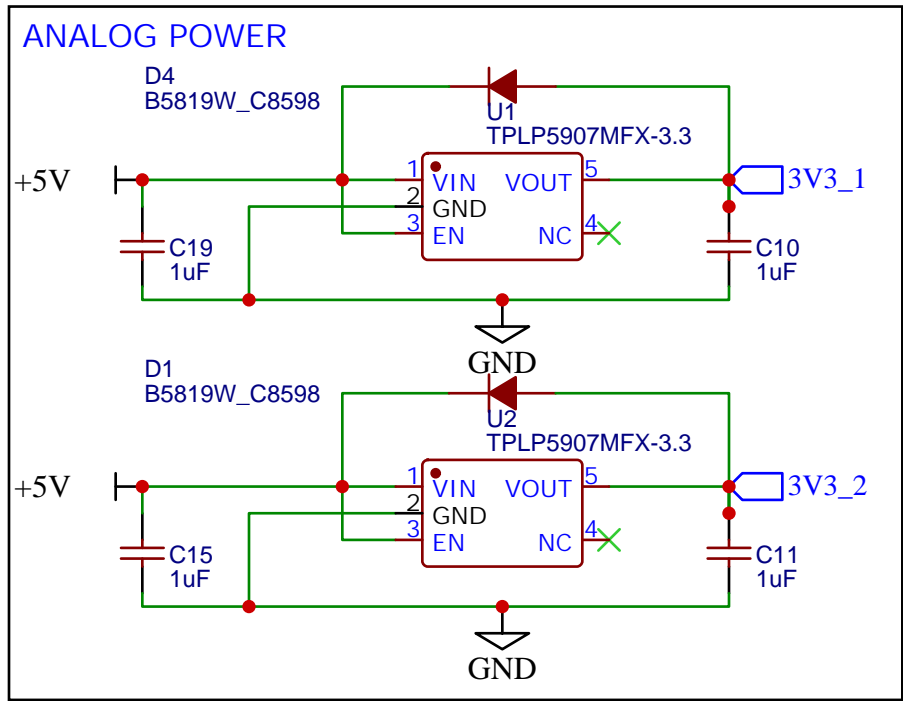 ANALOG POWER
D4
B5819W_C8598
U1
TPLP5907MFX-3.3
+5V
1
VIN
VOUT
5
3V3_1
2
GND
3
EN
NC
4
C19
1uF
C10
1uF
GND
D1
B5819W_C8598
U2
TPLP5907MFX-3.3
+5V
1
VIN
VOUT
5
3V3_2
2
GND
3
EN
NC
4
C15
1uF
C11
1uF
GND